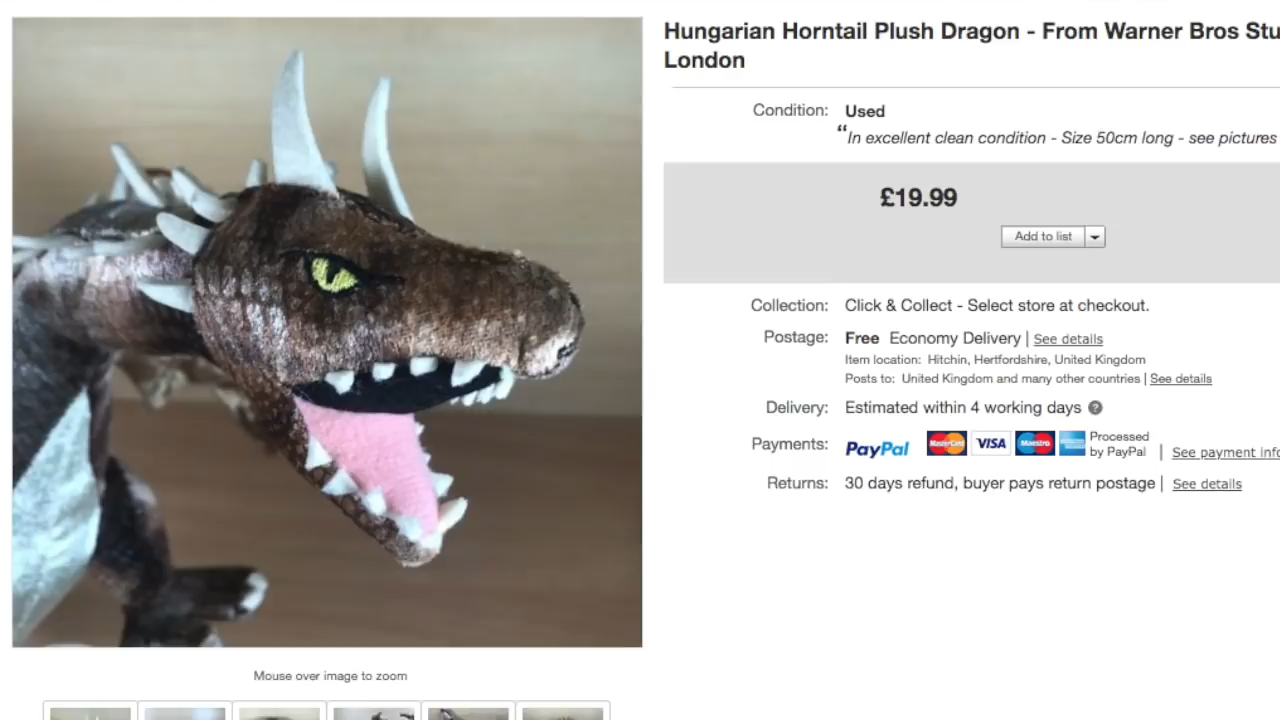 Hungarian Horntail Plush Dragon - From Warner Bros Stu
London
Condition: Used
“In excellent clean condition - Size 50cm long - see pictures
£19.99
Add to list
Collection: Click & Collect - Select store at checkout.
Postage: Free Economy Delivery | See details
Item location: Hitchin, Hertfordshire, United Kingdom
Posts to: United Kingdom and many other countries | See details
Delivery: Estimated within 4 working days ?
Payments: PayPal MasterCard VISA Maestro Processed
by PayPal | See payment info
Returns: 30 days refund, buyer pays return postage | See details
Mouse over image to zoom